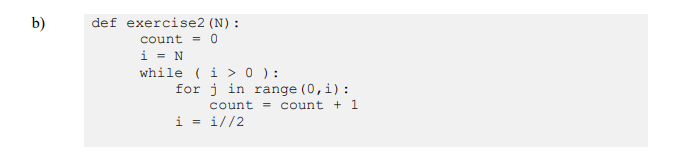 b) def exercise2(N):
count = 0
i = N
while ( i > 0 ):
for j in range(0,i):
count = count + 1
i = i//2